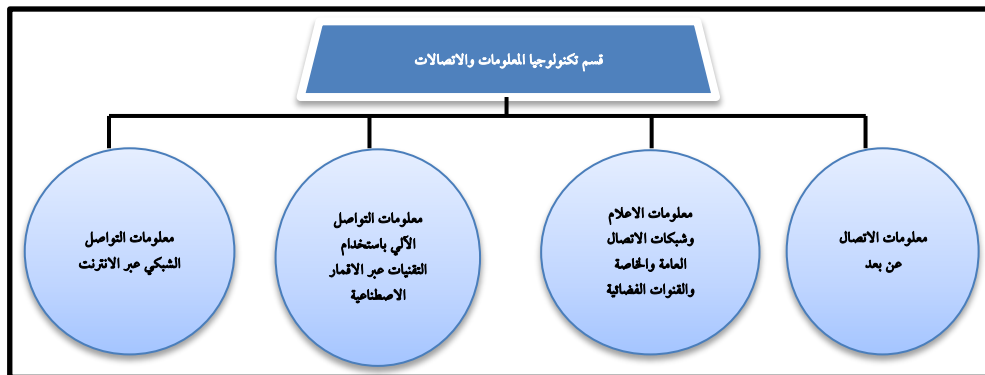 قسم تكنولوجيا المعلومات والاتصالات
معلومات الاتصال
عن بعد
معلومات الاعلام
وشبكات الاتصال
العامة والخاصة
والقنوات الفضائية
معلومات التواصل
الآلي باستخدام
التقنيات عبر الاقمار
الاصطناعية
معلومات التواصل
الشبكي عبر الانترنت